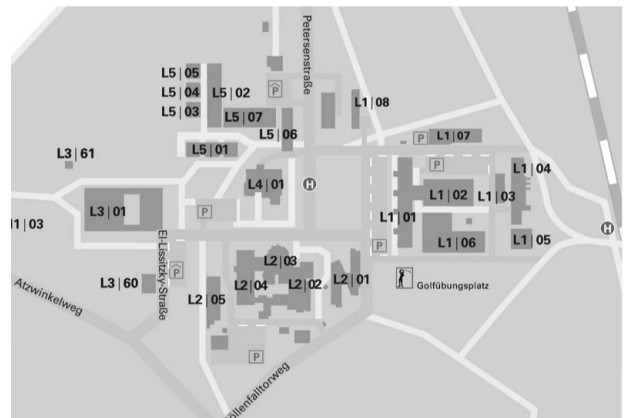 Petersenstraße
L5 | 05
L5 | 04
L5 | 03
L5 | 02
L5 | 07
L5 | 06
L5 | 01
P
L1 | 08
L1 | 07
P
P
L3 | 61
L4 | 01
H
L1 | 04
L1 | 02
L1 | 03
L3 | 01
P
L1 | 01
L1 | 06
L1 | 05
H
P
1 | 03
El-Lissitzky-Straße
P
L2 | 03
L2 | 04
L2 | 02
L2 | 01
L2 | 05
L3 | 60
Golfübungsplatz
Atzwinkelweg
P
öllenfalltorweg